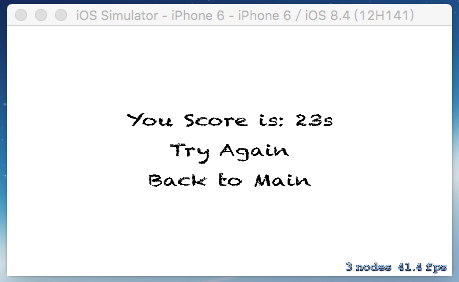 iOS Simulator - iPhone 6 - iPhone 6 / iOS 8.4 (12H141)
You Score is: 23s
Try Again
Back to Main
3 nodes 41.4 fps